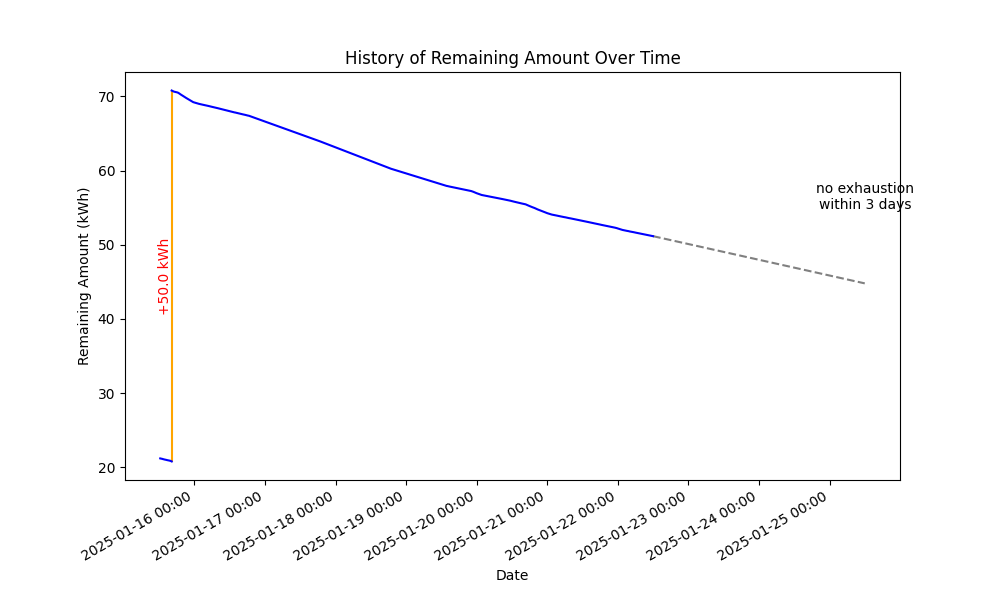 History of Remaining Amount Over Time
Remaining Amount (kWh)
70
60
50
40
30
20
+50.0 kWh
no exhaustion
within 3 days
2025-01-16 00:00
2025-01-17 00:00
2025-01-18 00:00
2025-01-19 00:00
2025-01-20 00:00
2025-01-21 00:00
2025-01-22 00:00
2025-01-23 00:00
2025-01-24 00:00
2025-01-25 00:00
Date